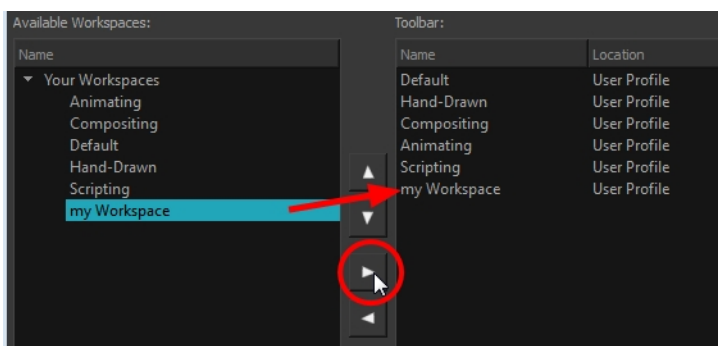 Available Workspaces:
Name
Your Workspaces
Animating
Compositing
Default
Hand-Drawn
Scripting
my Workspace
Toolbar:
Name Location
Default User Profile
Hand-Drawn User Profile
Compositing User Profile
Animating User Profile
Scripting User Profile
my Workspace User Profile